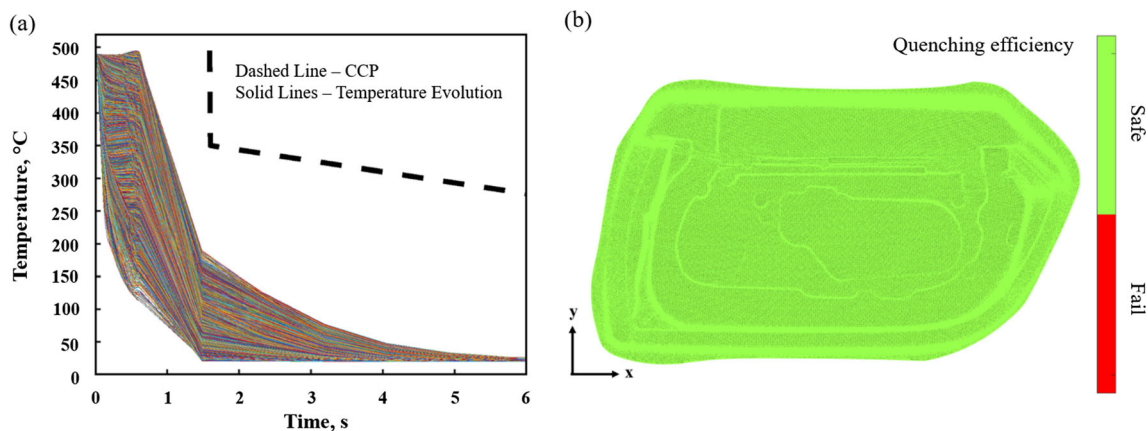 (a)
500
450
400
350
300
250
200
150
100
50
0
Temperature, °C
Dashed Line – CCP
Solid Lines – Temperature Evolution
0 1 2 3 4 5 6
Time, s
(b)
Quenching efficiency
Safe
Fail
y
x